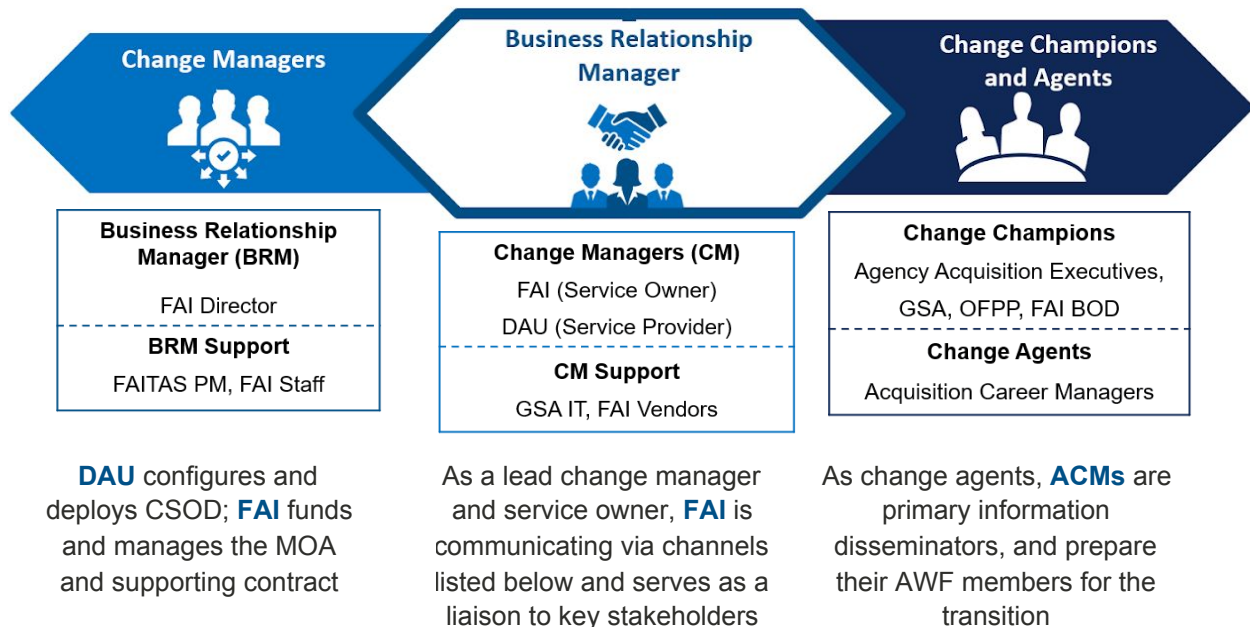 Change Managers
Business Relationship
Manager
Change Champions
and Agents
Business Relationship
Manager (BRM)
FAI Director
BRM Support
FAITAS PM, FAI Staff
Change Managers (CM)
FAI (Service Owner)
DAU (Service Provider)
CM Support
GSA IT, FAI Vendors
Change Champions
Agency Acquisition Executives,
GSA, OFPP, FAI BOD
Change Agents
Acquisition Career Managers
DAU configures and
deploys CSOD; FAI funds
and manages the MOA
and supporting contract
As a lead change manager
and service owner, FAI is
communicating via channels
listed below and serves as a
liaison to key stakeholders
As change agents, ACMs are
primary information
disseminators, and prepare
their AWF members for the
transition